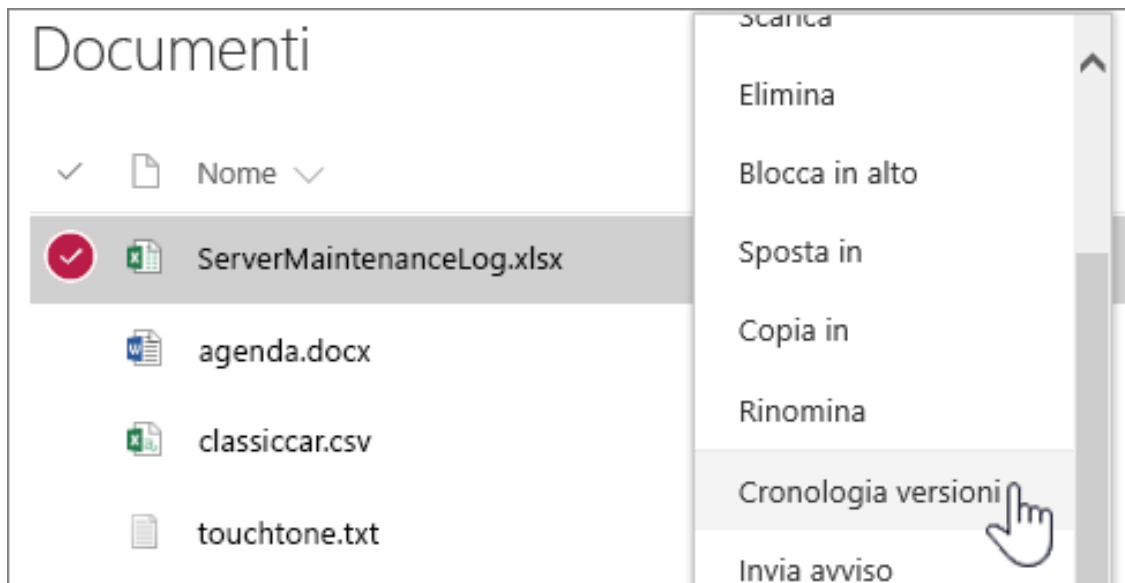 Documenti
Nome
ServerMaintenanceLog.xlsx
agenda.docx
classiccar.csv
touchtone.txt
Scarica
Elimina
Blocca in alto
Sposta in
Copia in
Rinomina
Cronologia versioni
Invia avviso